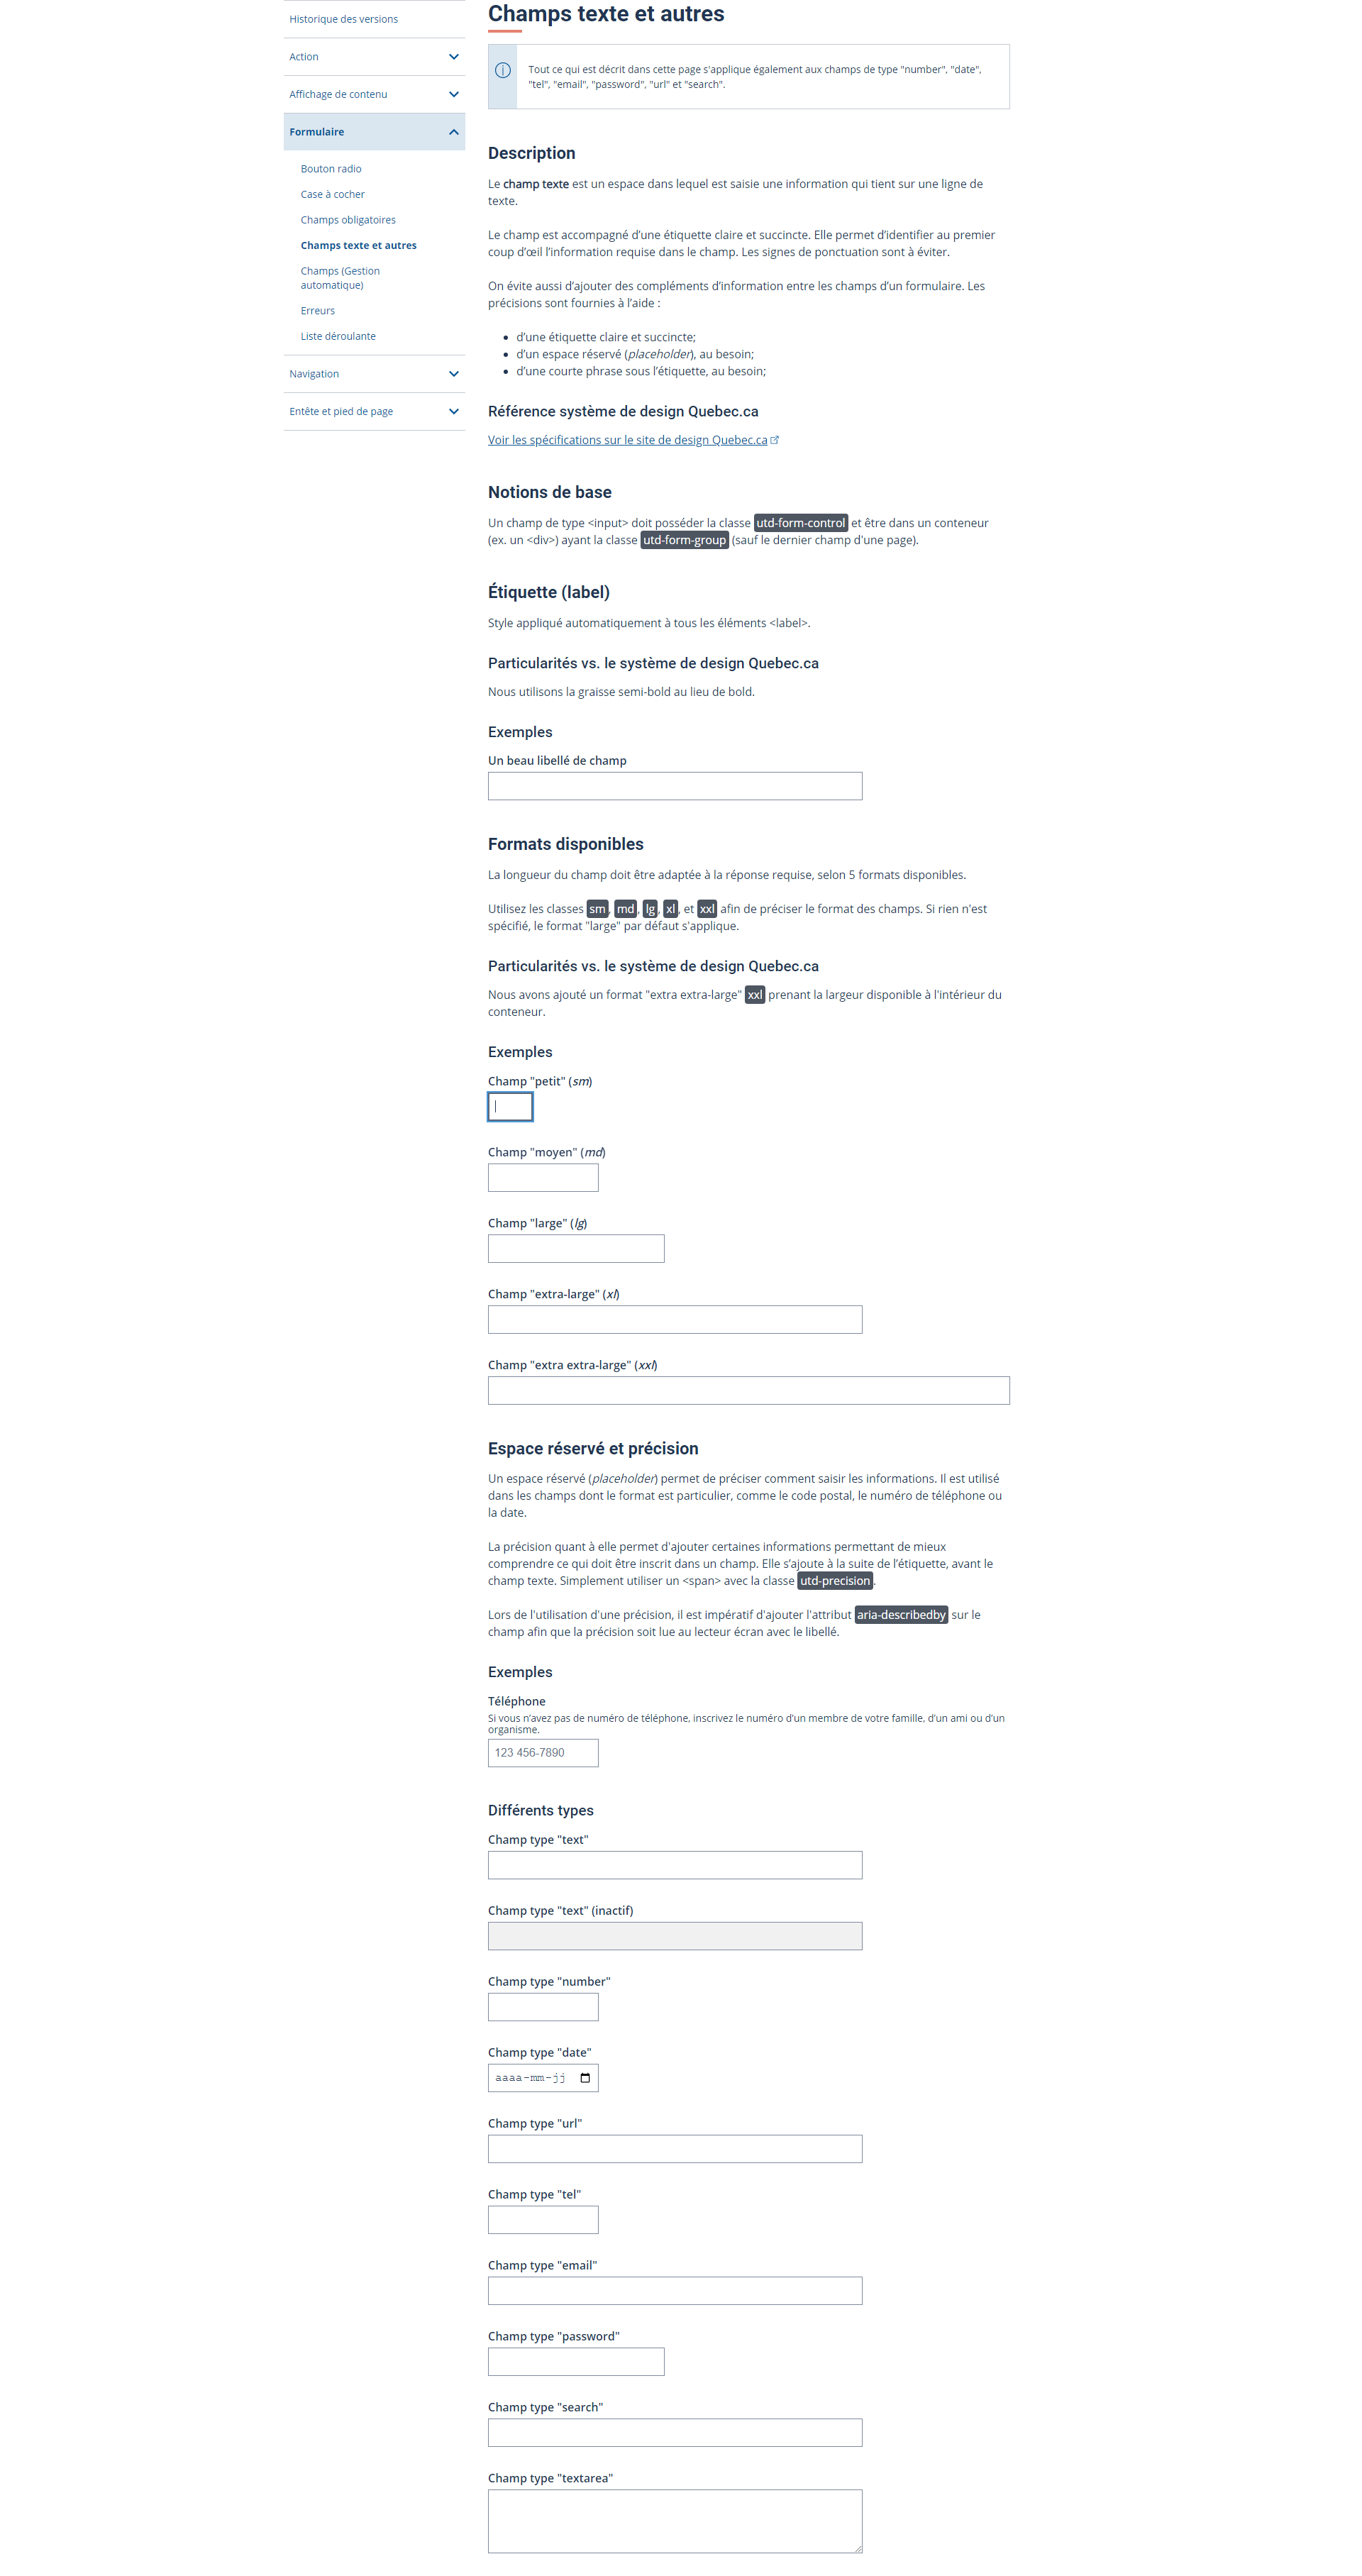 Historique des versions
Action
Affichage de contenu
Formulaire
Bouton radio
Case à cocher
Champs obligatoires
Champs texte et autres
Champs (Gestion
automatique)
Erreurs
Liste déroulante
Navigation
Entête et pied de page
Champs texte et autres
Tout ce qui est décrit dans cette page s'applique également aux champs de type "number", "date",
"tel", "email", "password", "url" et "search".
Description
Le champ texte est un espace dans lequel est saisie une information qui tient sur une ligne de
texte.
Le champ est accompagné d’une étiquette claire et succincte. Elle permet d’identifier au premier
coup d’œil l’information requise dans le champ. Les signes de ponctuation sont à éviter.
On évite aussi d’ajouter des compléments d’information entre les champs d’un formulaire. Les
précisions sont fournies à l’aide :
• d’une étiquette claire et succincte;
• d’un espace réservé (placeholder), au besoin;
• d’une courte phrase sous l’étiquette, au besoin;
Référence système de design Quebec.ca
Voir les spécifications sur le site de design Quebec.ca
Notions de base
Un champ de type <input> doit posséder la classe utd-form-control et être dans un conteneur
(ex. un <div>) ayant la classe utd-form-group (sauf le dernier champ d'une page).
Étiquette (label)
Style appliqué automatiquement à tous les éléments <label>.
Particularités vs. le système de design Quebec.ca
Nous utilisons la graisse semi-bold au lieu de bold.
Exemples
Un beau libellé de champ
Formats disponibles
La longueur du champ doit être adaptée à la réponse requise, selon 5 formats disponibles.
Utilisez les classes sm, md, lg, xl, et xxl afin de préciser le format des champs. Si rien n'est
spécifié, le format "large" par défaut s'applique.
Particularités vs. le système de design Quebec.ca
Nous avons ajouté un format "extra extra-large" xxl prenant la largeur disponible à l'intérieur du
conteneur.
Exemples
Champ "petit" (sm)
Champ "moyen" (md)
Champ "large" (lg)
Champ "extra-large" (xl)
Champ "extra extra-large" (xxl)
Espace réservé et précision
Un espace réservé (placeholder) permet de préciser comment saisir les informations. Il est utilisé
dans les champs dont le format est particulier, comme le code postal, le numéro de téléphone ou
la date.
La précision quant à elle permet d'ajouter certaines informations permettant de mieux
comprendre ce qui doit être inscrit dans un champ. Elle s’ajoute à la suite de l’étiquette, avant le
champ texte. Simplement utiliser un <span> avec la classe utd-precision.
Lors de l'utilisation d'une précision, il est impératif d'ajouter l'attribut aria-describedby sur le
champ afin que la précision soit lue au lecteur écran avec le libellé.
Exemples
Téléphone
Si vous n’avez pas de numéro de téléphone, inscrivez le numéro d’un membre de votre famille, d’un ami ou d’un
organisme.
123 456-7890
Différents types
Champ type "text"
Champ type "text" (inactif)
Champ type "number"
Champ type "date"
aaaa-mm-jj
Champ type "url"
Champ type "tel"
Champ type "email"
Champ type "password"
Champ type "search"
Champ type "textarea"